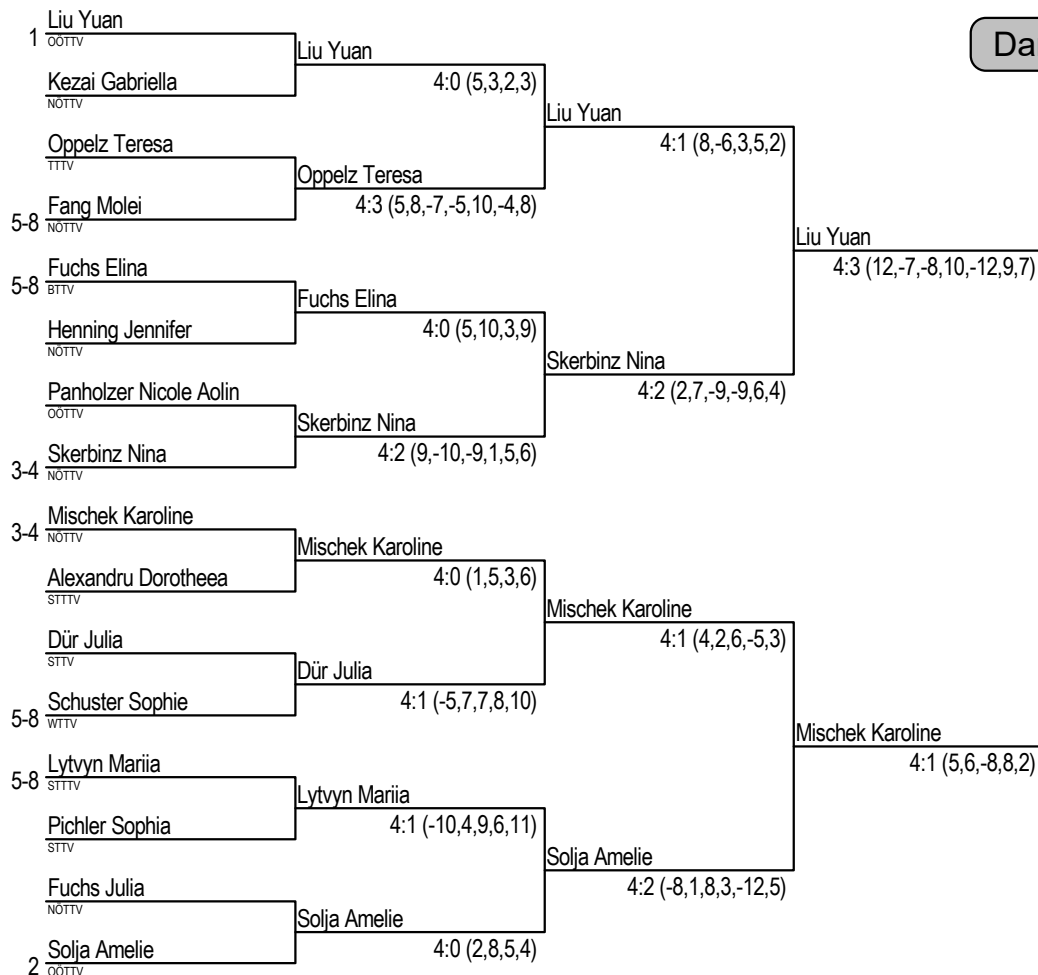 Da
1 Liu Yuan
OÖTTV
Liu Yuan
Kezai Gabriella
4:0 (5,3,2,3)
NÖTTV
Liu Yuan
Oppelz Teresa
4:1 (8,-6,3,5,2)
TTTV
Oppelz Teresa
5-8 Fang Molei
4:3 (5,8,-7,-5,10,-4,8)
NÖTTV
Liu Yuan
4:3 (12,-7,-8,10,-12,9,7)
5-8 Fuchs Elina
BTTV
Fuchs Elina
Henning Jennifer
4:0 (5,10,3,9)
NÖTTV
Skerbinz Nina
Panholzer Nicole Aolin
4:2 (2,7,-9,-9,6,4)
OÖTTV
Skerbinz Nina
3-4 Skerbinz Nina
4:2 (9,-10,-9,1,5,6)
NÖTTV
3-4 Mischek Karoline
NÖTTV
Mischek Karoline
Alexandru Dorotheea
4:0 (1,5,3,6)
STTTV
Mischek Karoline
Dür Julia
4:1 (4,2,6,-5,3)
STTV
Dür Julia
5-8 Schuster Sophie
4:1 (-5,7,7,8,10)
WTTV
Mischek Karoline
4:1 (5,6,-8,8,2)
5-8 Lytvyn Mariia
STTTV
Lytvyn Mariia
Pichler Sophia
4:1 (-10,4,9,6,11)
STTV
Solja Amelie
Fuchs Julia
4:2 (-8,1,8,3,-12,5)
NÖTTV
Solja Amelie
2 Solja Amelie
4:0 (2,8,5,4)
OÖTTV